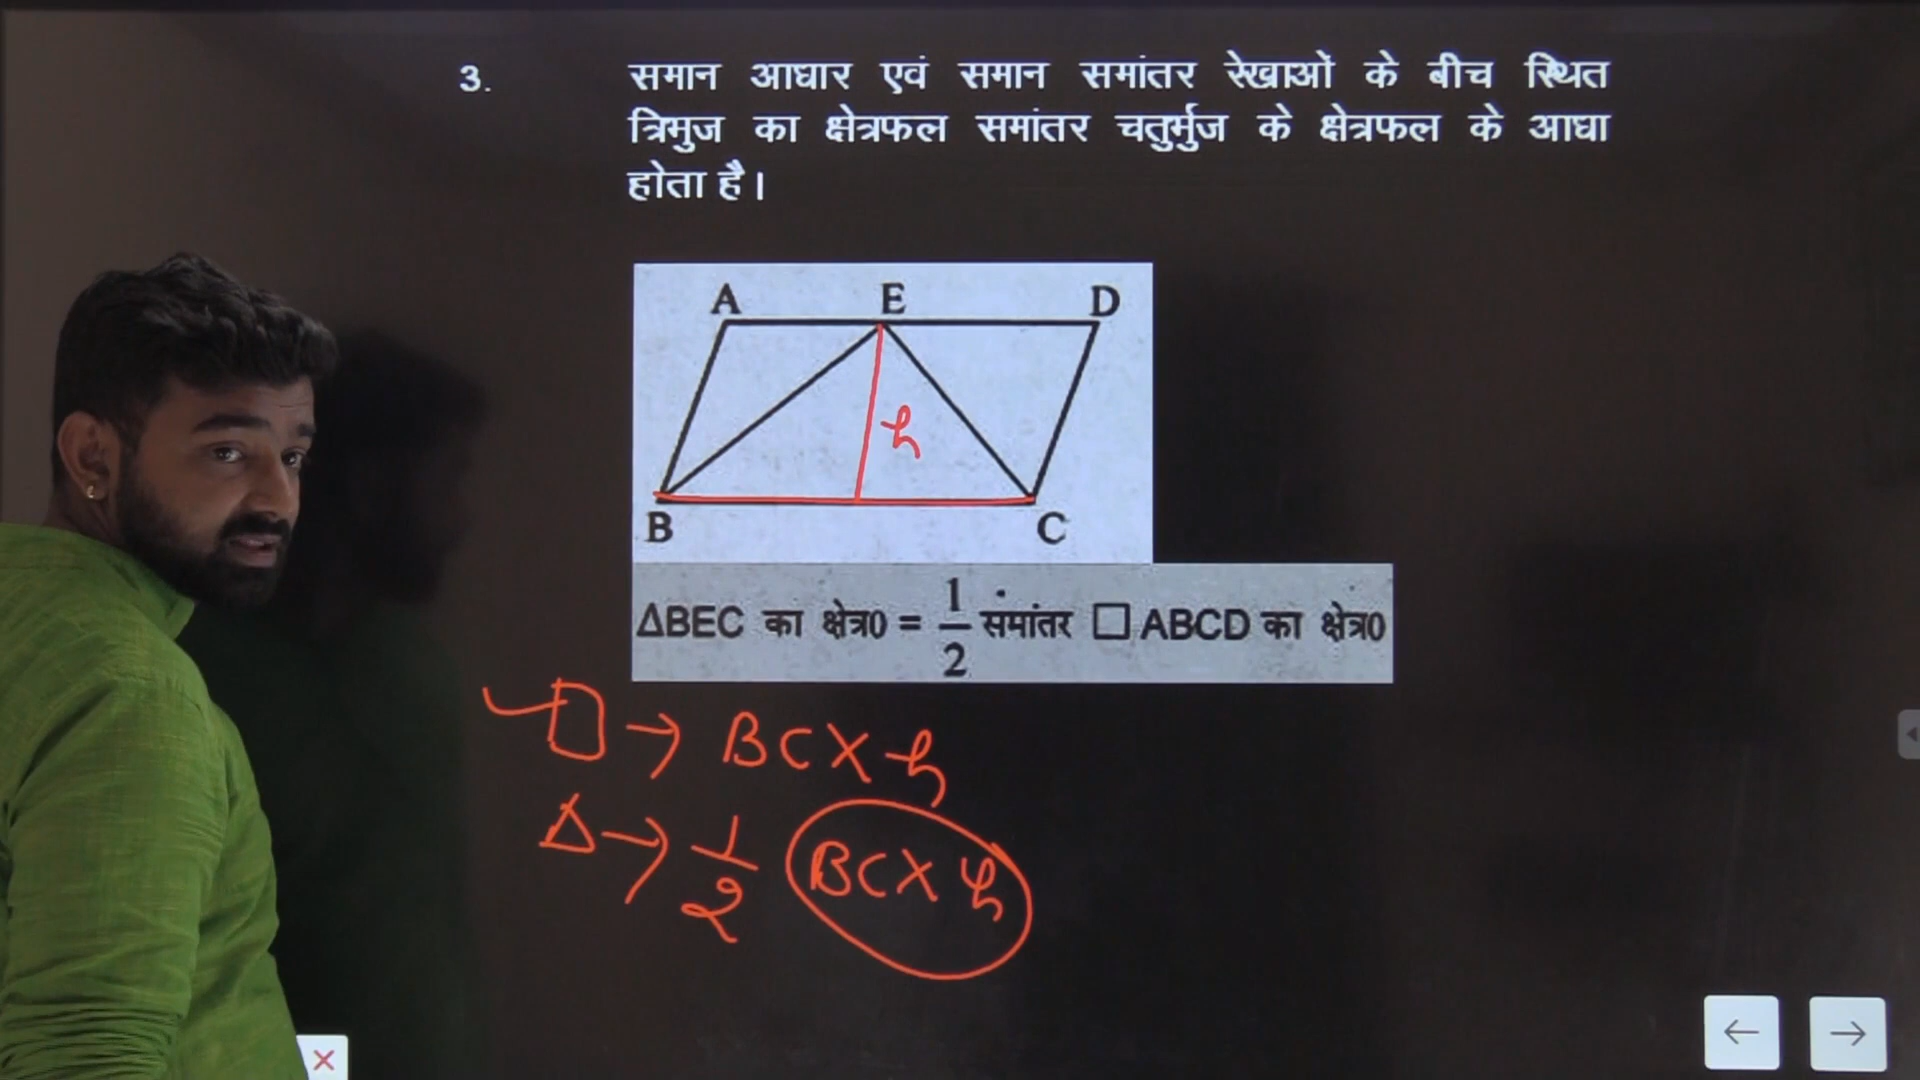 3. समान आधार एवं समान समांतर रेखाओं के बीच स्थित
त्रिभुज का क्षेत्रफल समांतर चतुर्भुज के क्षेत्रफल के आधा
होता है।
A E D
h
B C
ΔBEC का क्षेत्र0 = 1/2 समांतर □ ABCD का क्षेत्र0
□ → BC × h
Δ → 1/2 BC × h